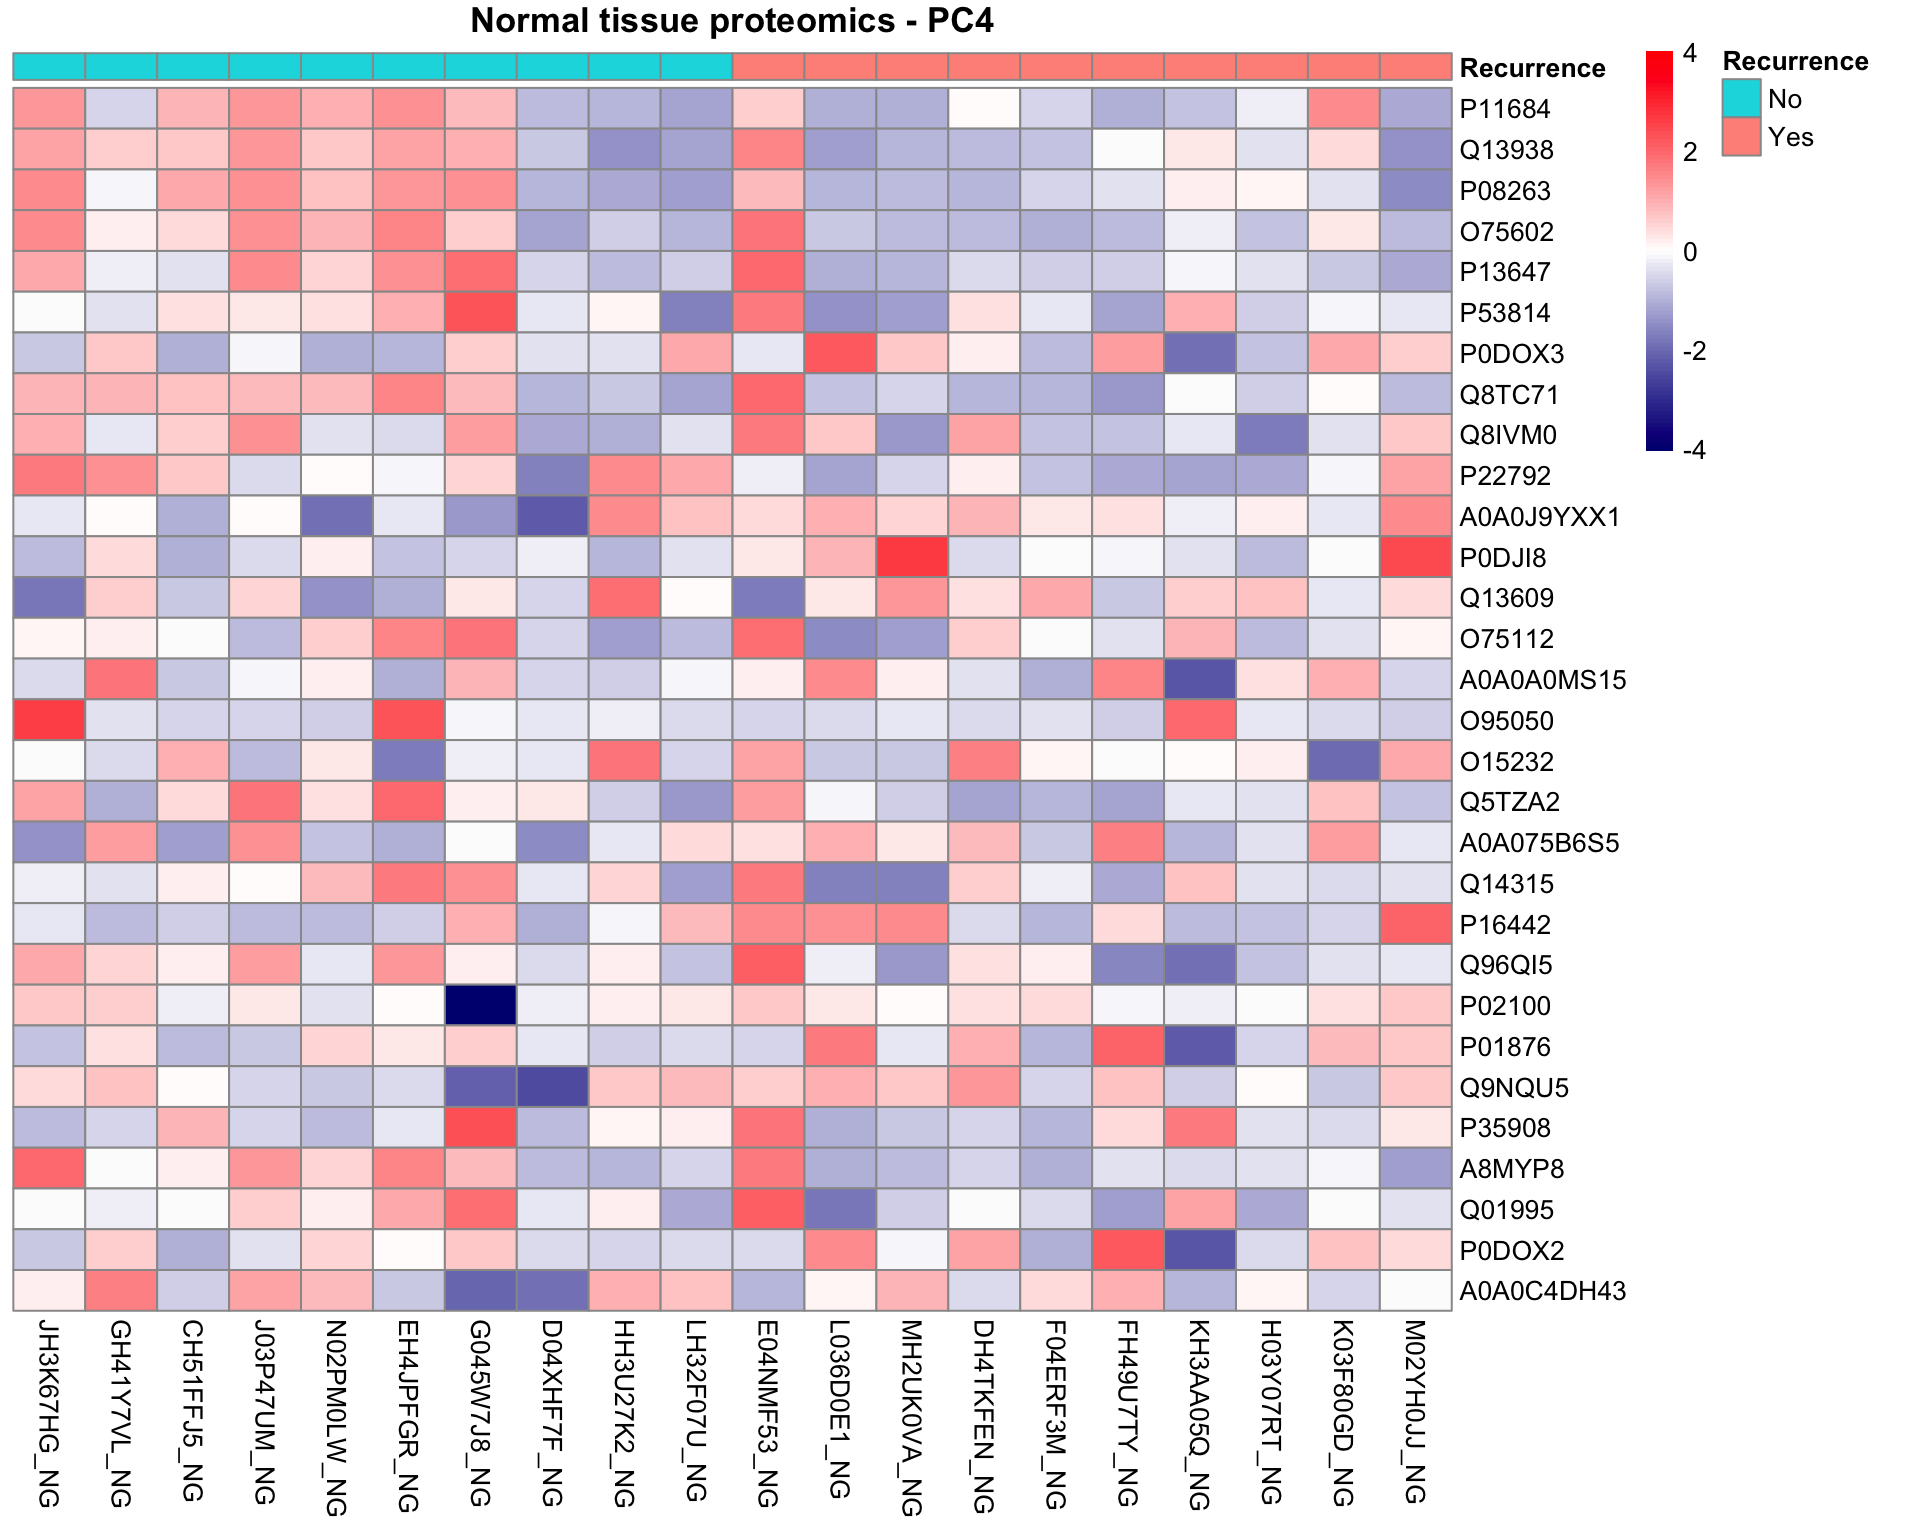 Normal tissue proteomics - PC4
Recurrence
P11684
Q13938
P08263
O75602
P13647
P53814
P0DOX3
Q8TC71
Q8IVM0
P22792
A0A0J9YXX1
P0DJI8
Q13609
O75112
A0A0A0MS15
O95050
O15232
Q5TZA2
A0A075B6S5
Q14315
P16442
Q96QI5
P02100
P01876
Q9NQU5
P35908
A8MYP8
Q01995
P0DOX2
A0A0C4DH43
JH3K67HG_NG
GH41Y7VL_NG
CH51FFJ5_NG
J03P47UM_NG
N02PM0LW_NG
EH4JPFGR_NG
G045W7J8_NG
D04XHF7F_NG
HH3U27K2_NG
LH32F07U_NG
E04NMF53_NG
L036D0E1_NG
MH2UK0VA_NG
DH4TKFEN_NG
F04ERF3M_NG
FH49U7TY_NG
KH3AA05Q_NG
H03Y07RT_NG
K03F80GD_NG
M02YH0JJ_NG
4
2
0
-2
-4
Recurrence
No
Yes